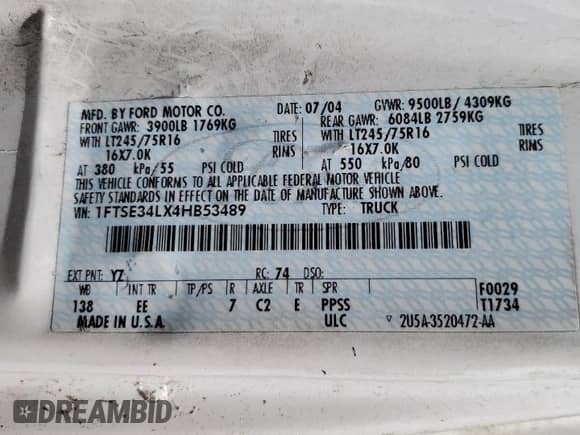 MFD. BY FORD MOTOR CO. DATE: 07/04 GVWR: 9500LB/ 4309KG
FRONT GAWR: 3900LB 1769KG REAR GAWR: 6084LB 2759KG
WITH LT245/75R16 TIRES WITH LT245/75R16 TIRES
16X7.0K RIMS 16X7.0K RIMS
AT 380 kPa/55 PSI COLD AT 550 kPa/80 PSI COLD
THIS VEHICLE CONFORMS TO ALL APPLICABLE FEDERAL MOTOR VEHICLE
SAFETY STANDARDS IN EFFECT ON THE DATE OF MANUFACTURE SHOWN ABOVE.
VIN: 1FTSE34LX4HB53489 TYPE: TRUCK
EXT PNT: YZ RC: 74 DSO:
WB INT TR TP/PS R AXLE TR SPR F0029
138 EE 7 C2 E PPSS T1734
MADE IN U.S.A. ULC 2U5A-3520472-AA
DREAMBID